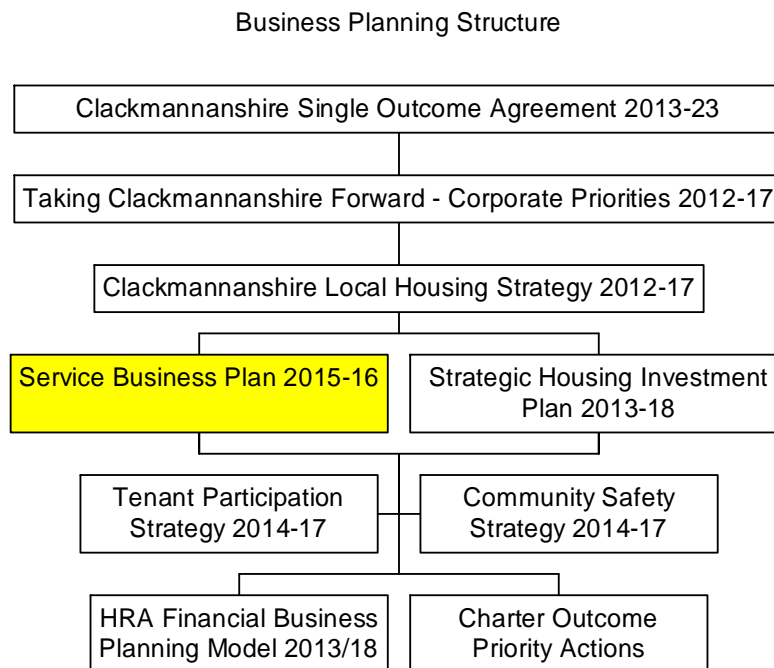 Business Planning Structure
Clackmannanshire Single Outcome Agreement 2013-23
Taking Clackmannanshire Forward - Corporate Priorities 2012-17
Clackmannanshire Local Housing Strategy 2012-17
Service Business Plan 2015-16
Strategic Housing Investment
Plan 2013-18
Tenant Participation
Strategy 2014-17
Community Safety
Strategy 2014-17
HRA Financial Business
Planning Model 2013/18
Charter Outcome
Priority Actions